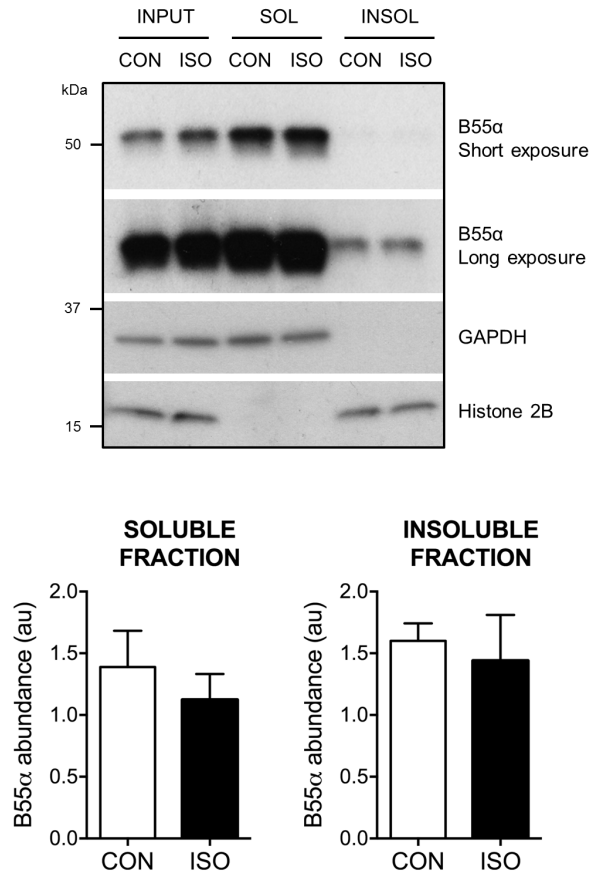 INPUT SOL INSOL
CON ISO CON ISO CON ISO
kDa
50
B55α
Short exposure
B55α
Long exposure
37
GAPDH
15
Histone 2B
SOLUBLE
FRACTION
B55α abundance (au)
2.0
1.5
1.0
0.5
0.0
CON ISO
INSOLUBLE
FRACTION
B55α abundance (au)
2.0
1.5
1.0
0.5
0.0
CON ISO